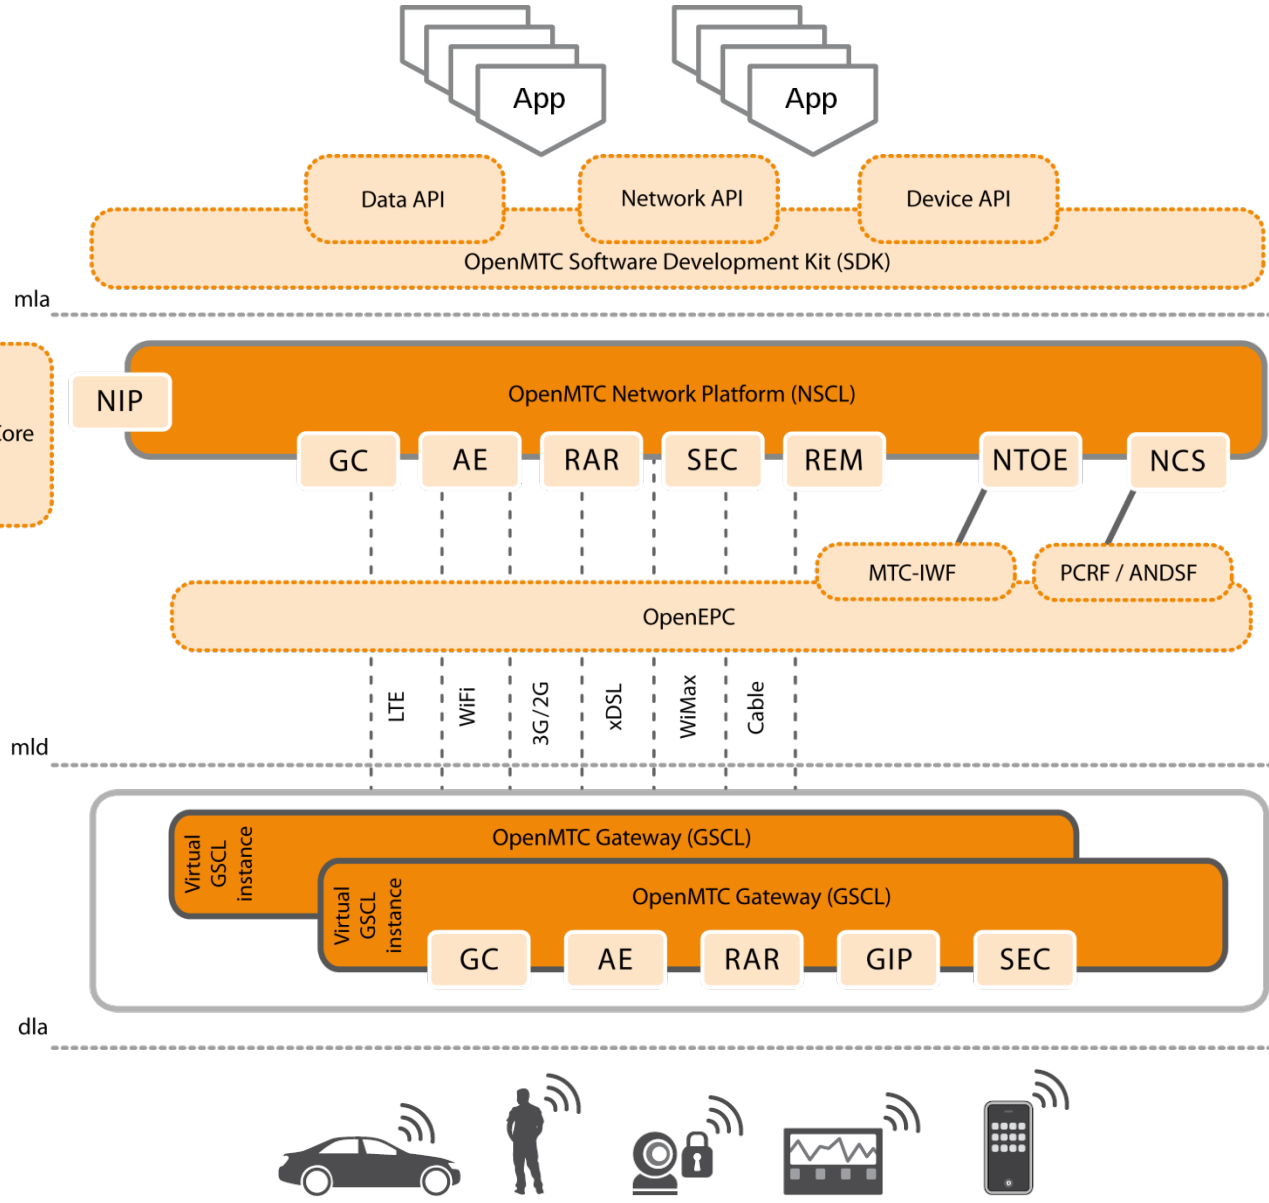 App
App
Data API
Network API
Device API
OpenMTC Software Development Kit (SDK)
mla
OpenMTC Network Platform (NSCL)
NIP
Core
GC
AE
RAR
SEC
REM
NTOE
NCS
MTC-IWF
PCRF / ANDSF
OpenEPC
LTE
WiFi
3G/2G
xDSL
WiMax
Cable
mld
OpenMTC Gateway (GSCL)
Virtual
GSCL
instance
OpenMTC Gateway (GSCL)
Virtual
GSCL
instance
GC
AE
RAR
GIP
SEC
dla